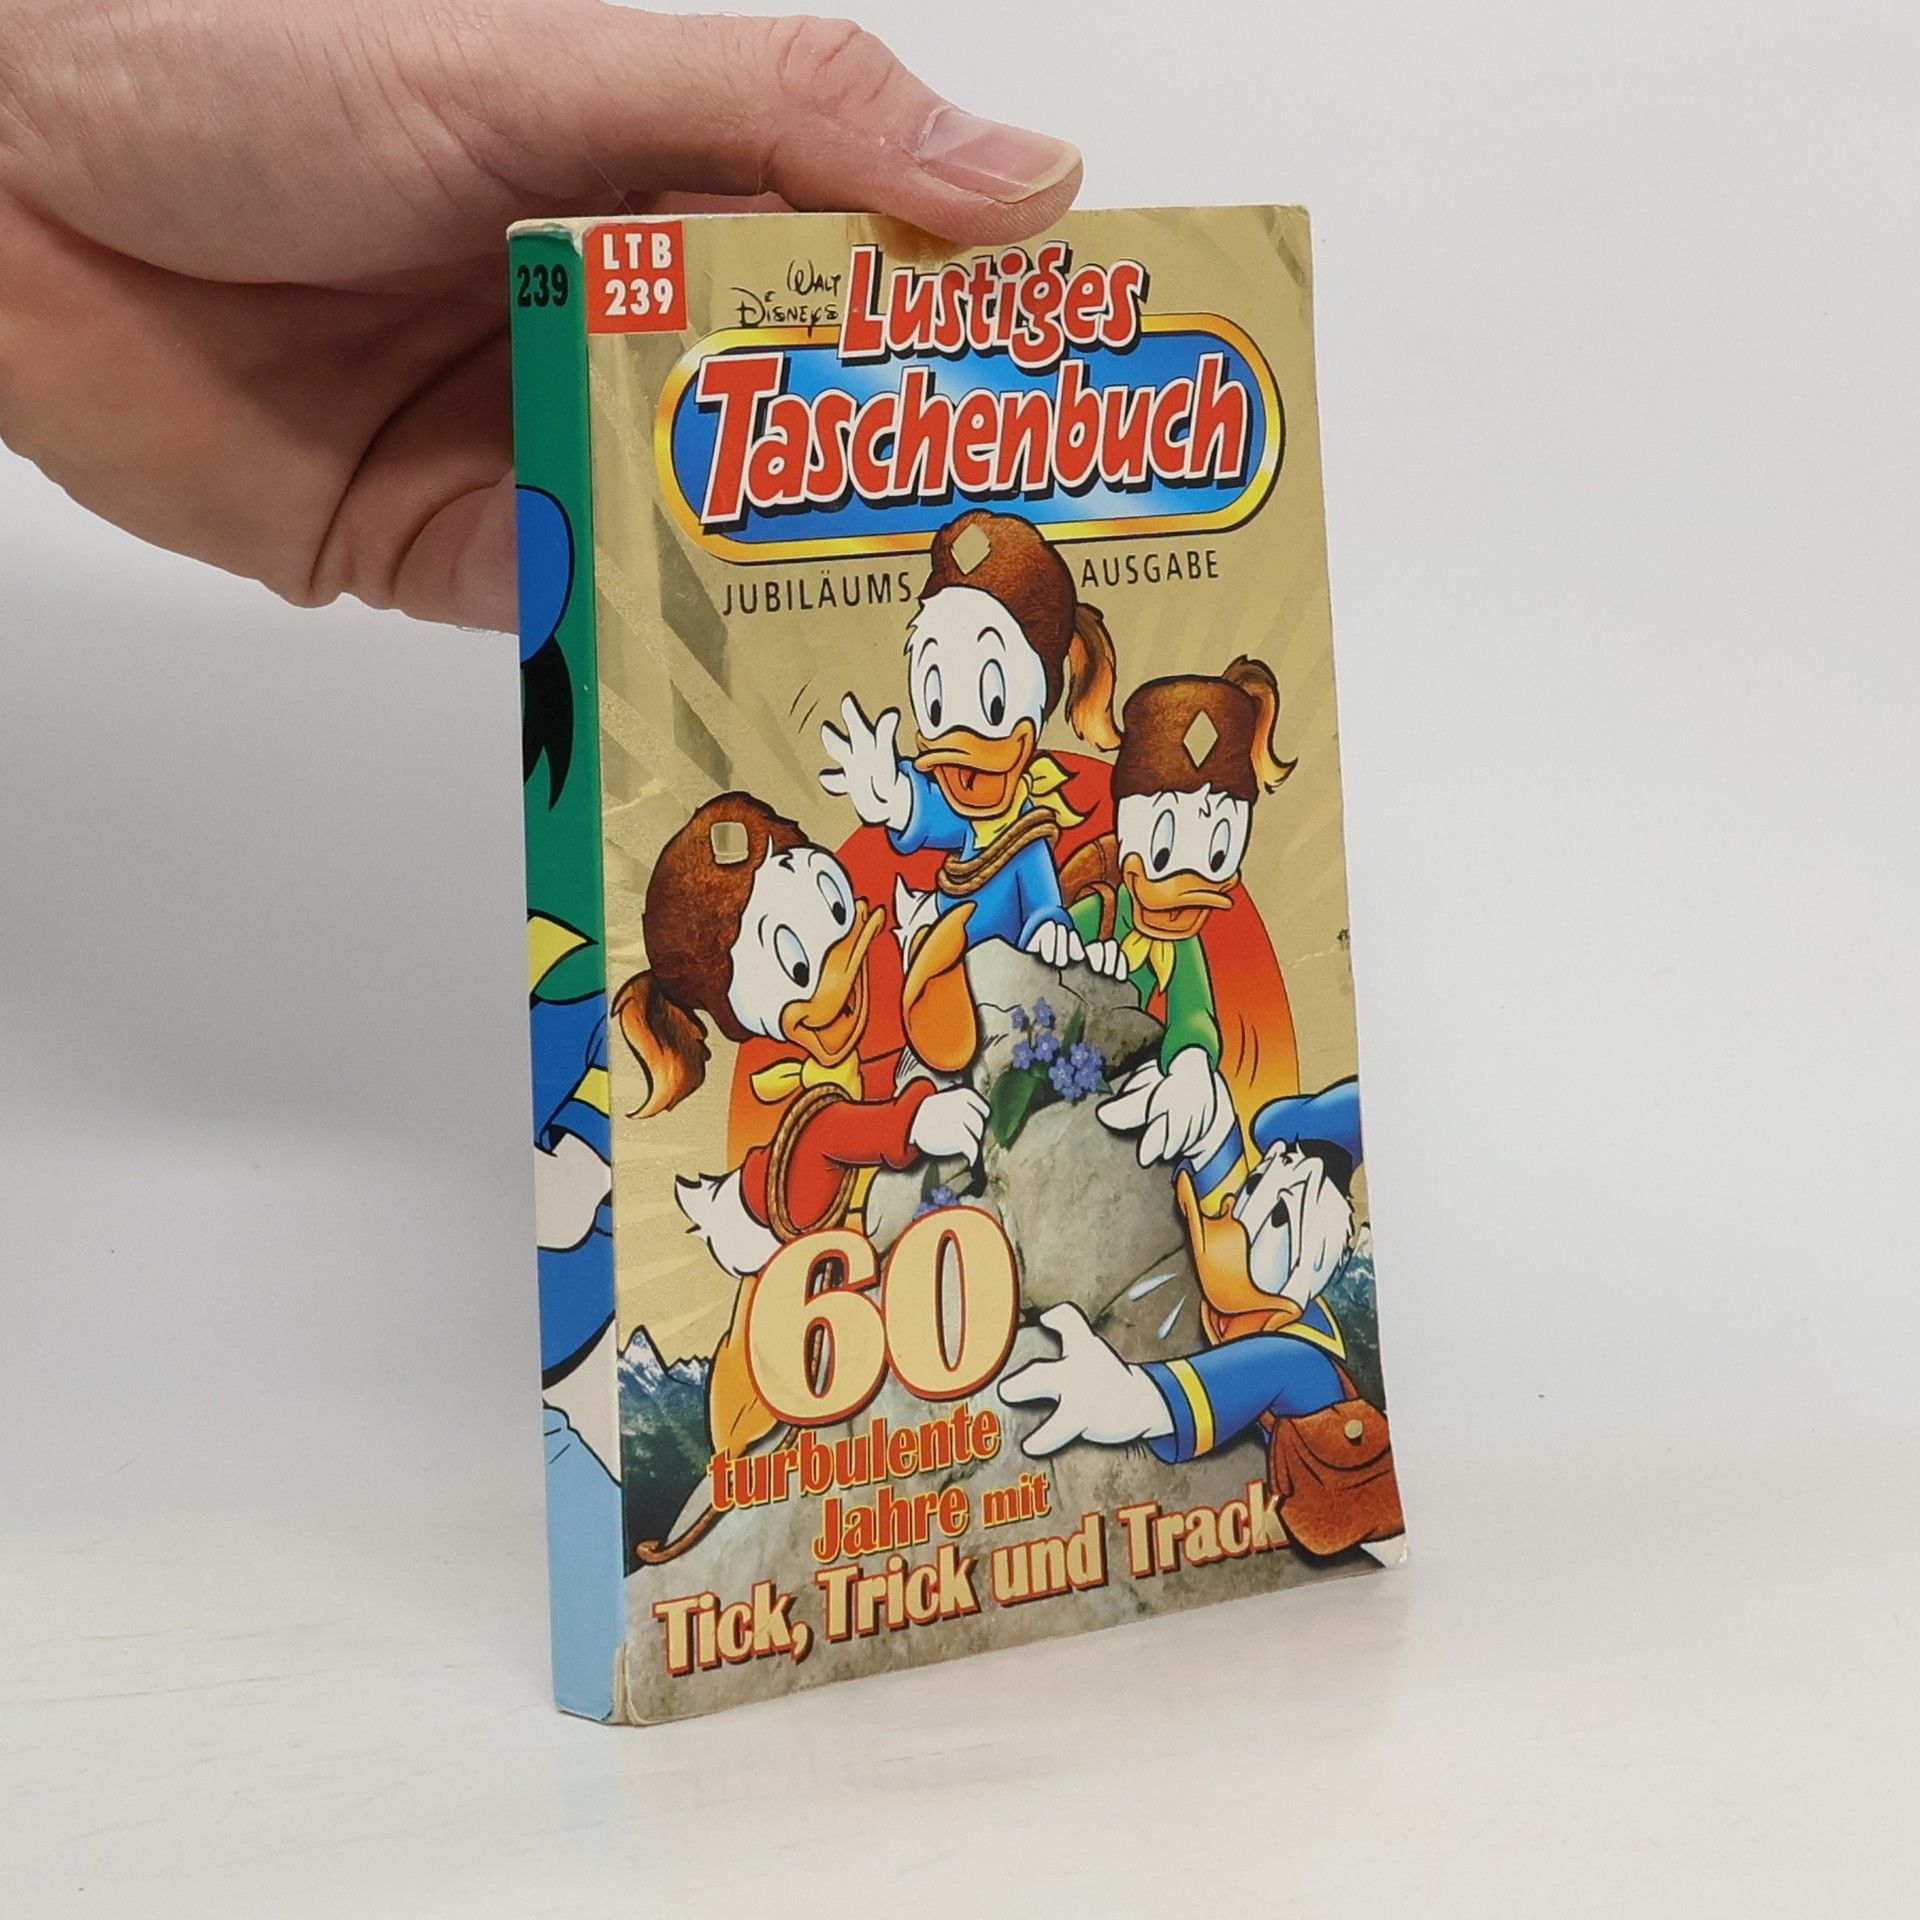 239
LTB
239
WALT
DISNEYS
Lustiges
Taschenbuch
JUBILÄUMS AUSGABE
60
turbulente
Jahre mit
Tick, Trick und Track